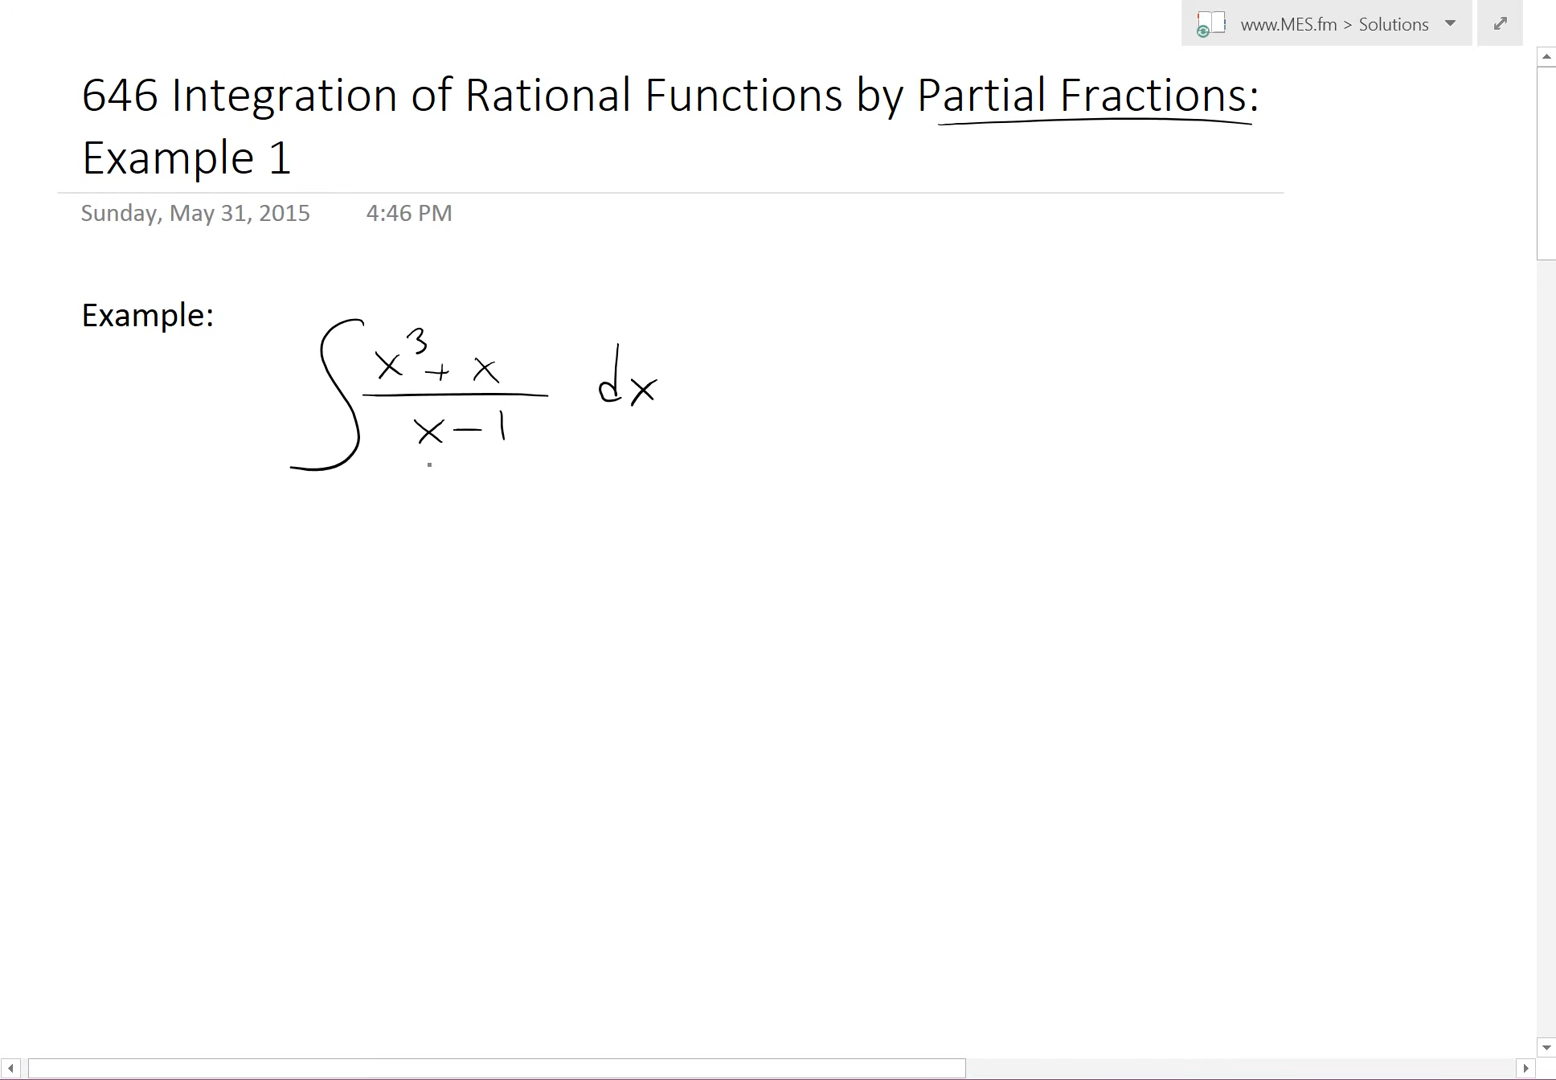 www.MES.fm > Solutions
646 Integration of Rational Functions by Partial Fractions:
Example 1
Sunday, May 31, 2015 4:46 PM
Example:
∫ (x³ + x)/(x − 1) dx